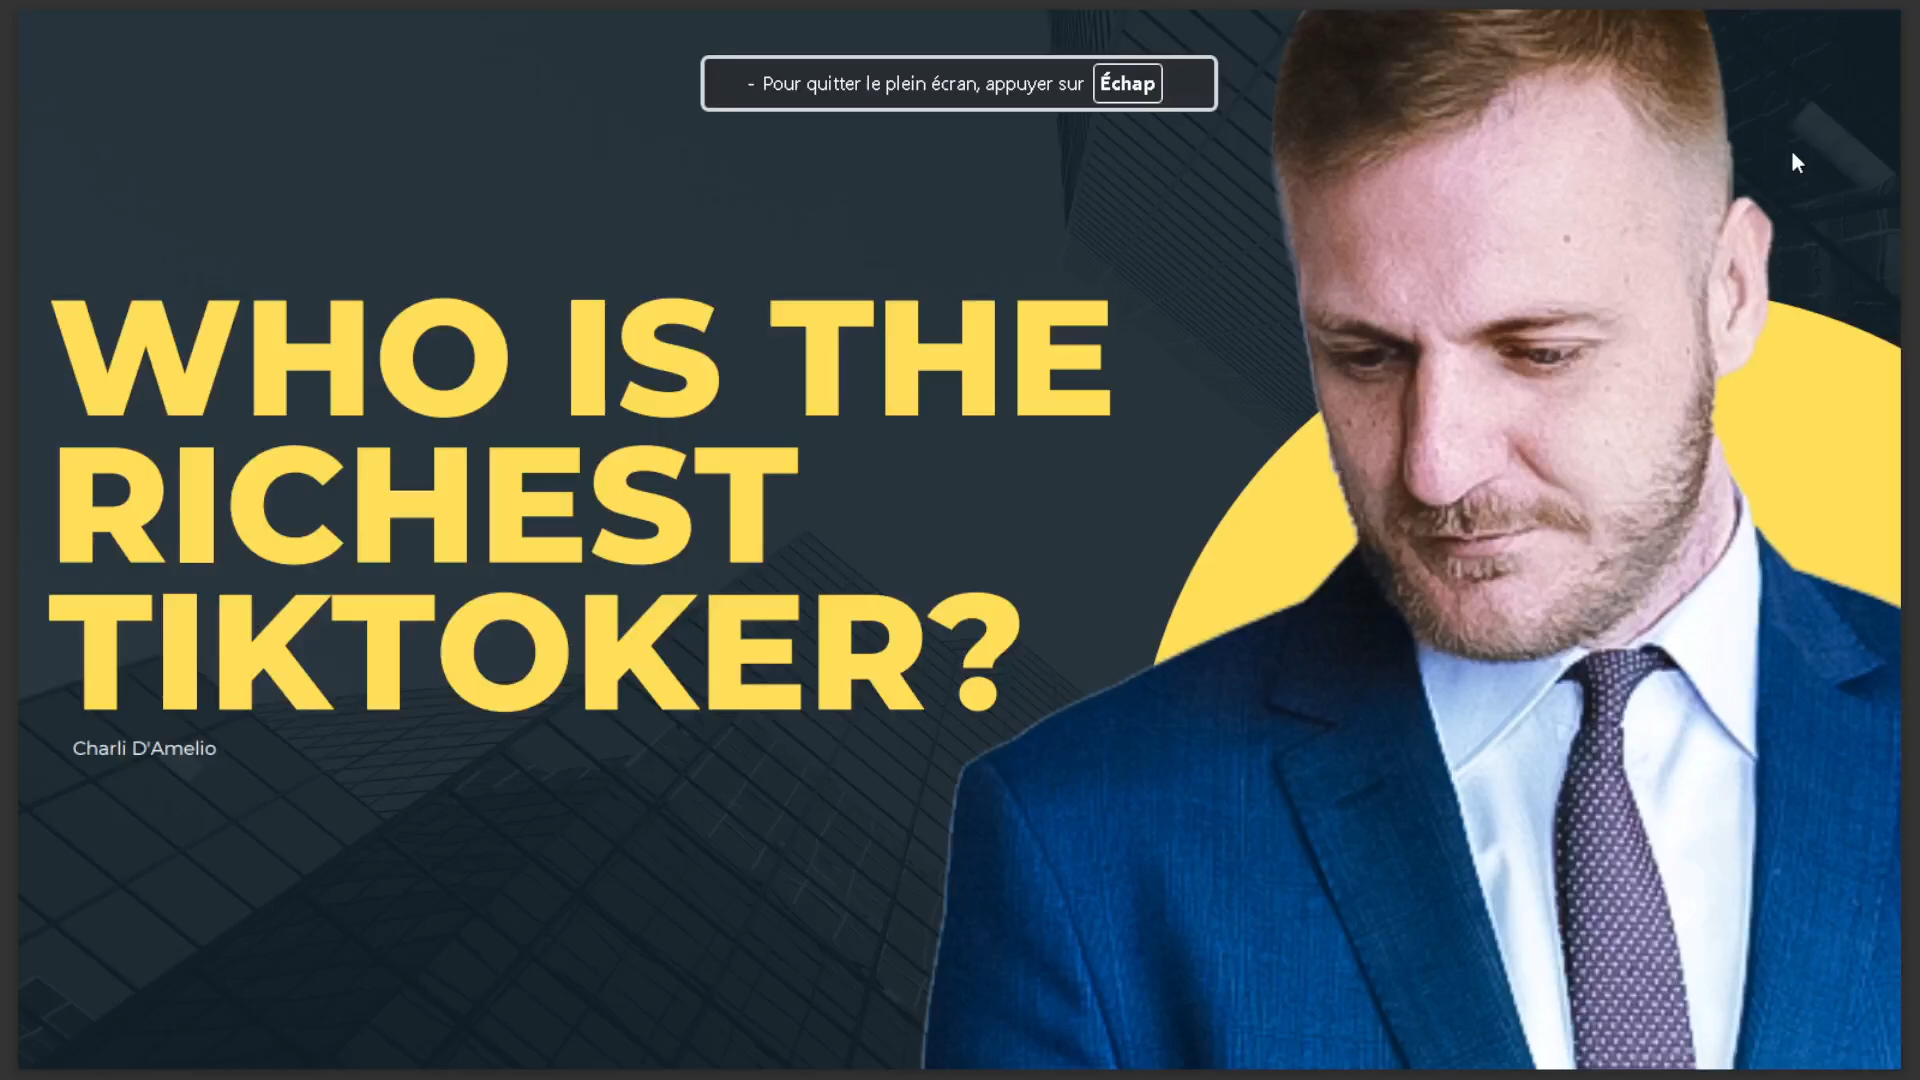 - Pour quitter le plein écran, appuyer sur Échap
WHO IS THE
RICHEST
TIKTOKER?
Charli D'Amelio